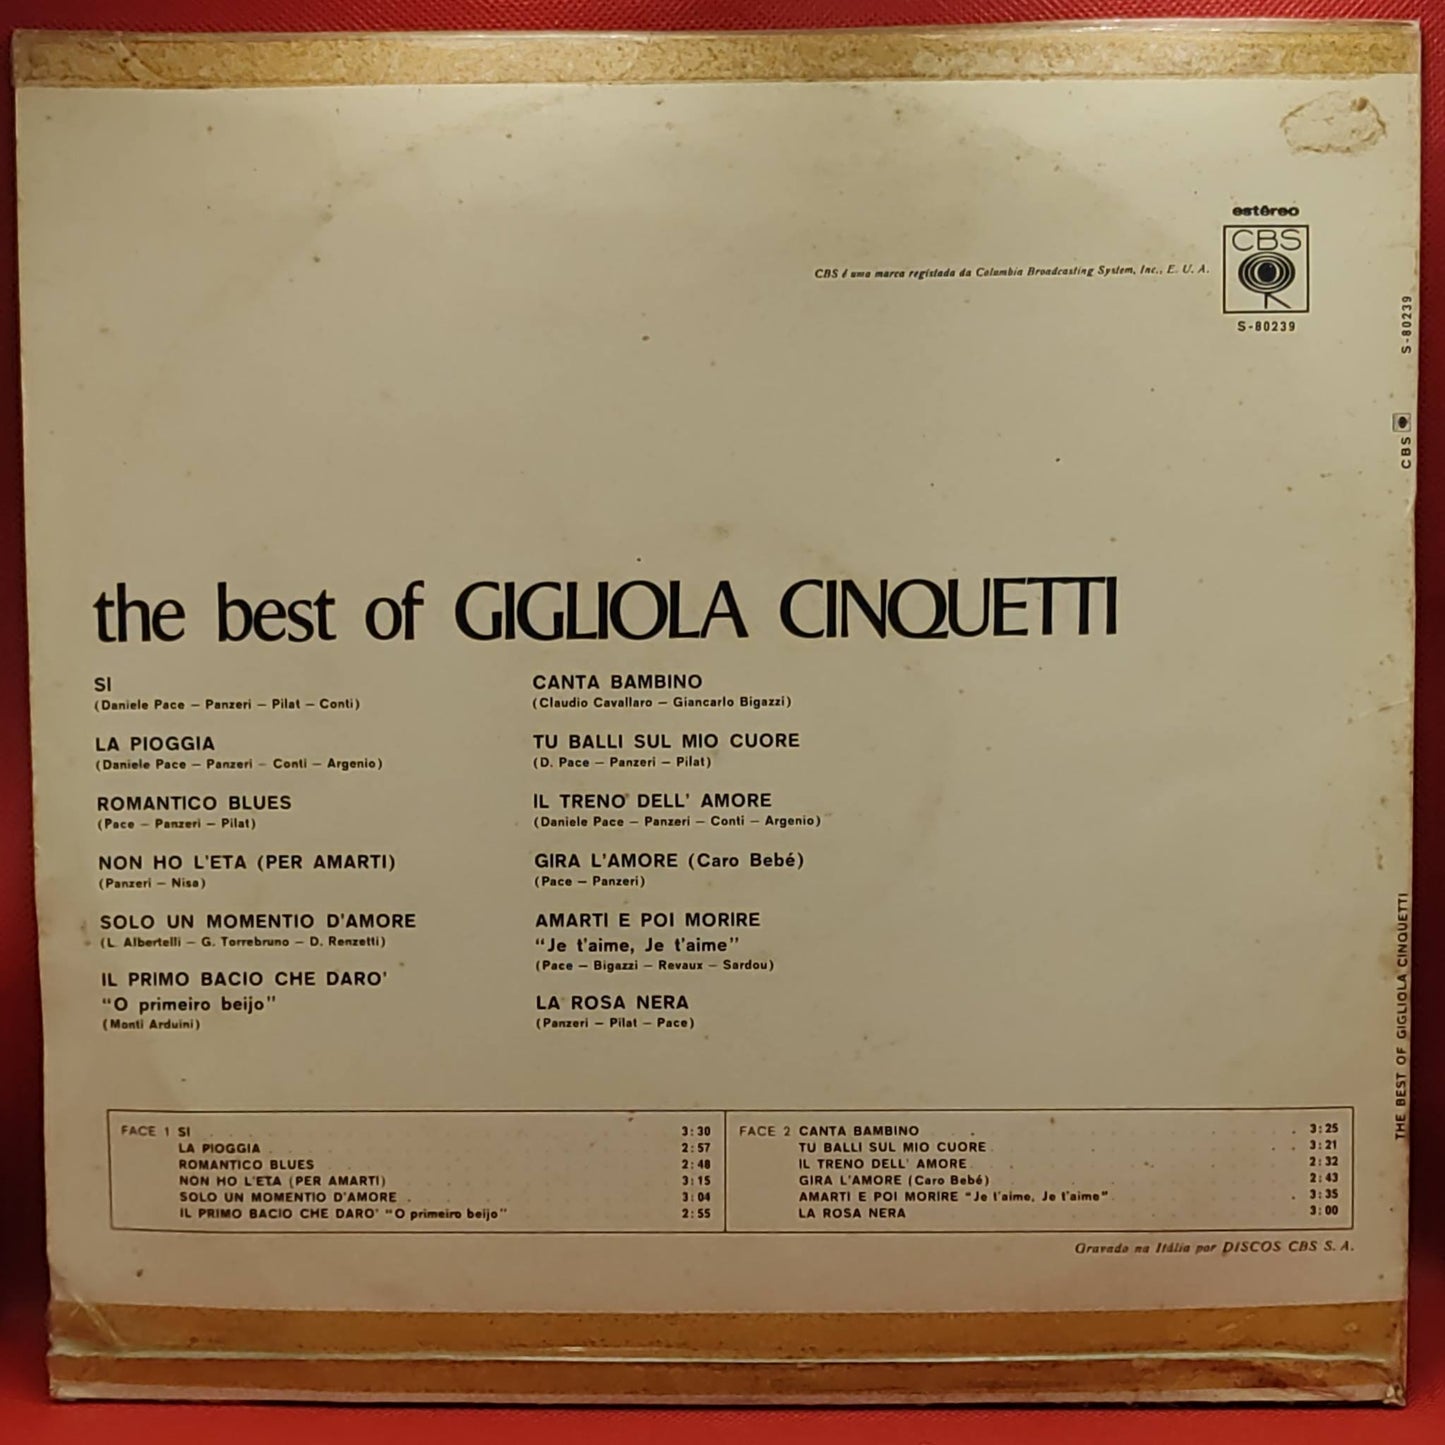 estéreo
CBS
CBS é uma marca registada da Columbia Broadcasting System, Inc., E. U. A.
S-80239
S-80239
CBS
THE BEST OF GIGLIOLA CINQUETTI
the best of GIGLIOLA CINQUETTI
SI
(Daniele Pace – Panzeri – Pilat – Conti)
LA PIOGGIA
(Daniele Pace – Panzeri – Conti – Argenio)
ROMANTICO BLUES
(Pace – Panzeri – Pilat)
NON HO L'ETA (PER AMARTI)
(Panzeri – Nisa)
SOLO UN MOMENTIO D'AMORE
(L. Albertelli – G. Torrebruno – D. Renzetti)
IL PRIMO BACIO CHE DARO'
"O primeiro beijo"
(Monti Arduini)
CANTA BAMBINO
(Claudio Cavallaro – Giancarlo Bigazzi)
TU BALLI SUL MIO CUORE
(D. Pace – Panzeri – Pilat)
IL TRENO DELL' AMORE
(Daniele Pace – Panzeri – Conti – Argenio)
GIRA L'AMORE (Caro Bebé)
(Pace – Panzeri)
AMARTI E POI MORIRE
"Je t'aime, Je t'aime"
(Pace – Bigazzi – Revaux – Sardou)
LA ROSA NERA
(Panzeri – Pilat – Pace)
FACE 1 SI 3:30
LA PIOGGIA 2:57
ROMANTICO BLUES 2:48
NON HO L'ETA (PER AMARTI) 3:15
SOLO UN MOMENTIO D'AMORE 3:04
IL PRIMO BACIO CHE DARO' "O primeiro beijo" 2:55
FACE 2 CANTA BAMBINO 3:25
TU BALLI SUL MIO CUORE 3:21
IL TRENO DELL' AMORE 2:32
GIRA L'AMORE (Caro Bebé) 2:43
AMARTI E POI MORIRE "Je t'aime, Je t'aime" 3:35
LA ROSA NERA 3:00
Gravado na Itália por DISCOS CBS S. A.